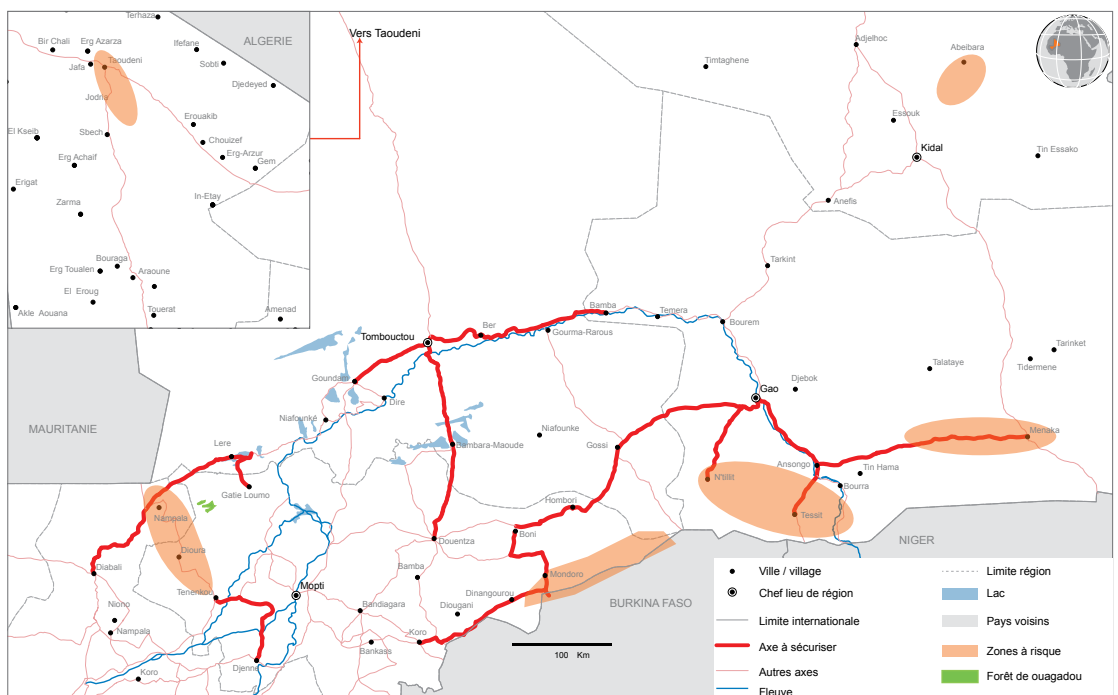 Terhaza
Bir Chali
Erg Azarza
Ifefane
ALGERIE
Jafa
Taoudeni
Sobti
Djedeyed
Jodna
Erouakib
El Kseib
Sbech
Chouizef
Erg Achaif
Erg-Arzur
Gem
Erigat
In-Etay
Zarma
Bouraga
Erg Toualen
Araoune
El Eroug
Akle Aouana
Touerat
Amenad
Vers Taoudeni
Adjelhoc
Abeibara
Timtaghene
Essouk
Kidal
Tin Essako
Anefis
Tarkint
Bamba
Temera
Ber
Gourma-Rarous
Bourem
Tombouctou
Tarinket
Talataye
Tidermene
Goundam
Dire
Djebok
Gao
MAURITANIE
Niafounké
Niafounke
Lere
Bambara-Maoude
Gossi
Menaka
Ansongo
Tin Hama
N'tillit
Bourra
Gatie Loumo
Nampala
Hombori
Tessit
Boni
Douentza
NIGER
Dioura
Diabali
Bamba
Mondoro
Tenenkou
Mopti
Dinangourou
BURKINA FASO
Niono
Bandiagara
Diougani
Nampala
Bankass
Koro
Djenne
Koro
100 Km
Ville / village
Chef lieu de région
Limite internationale
Axe à sécuriser
Autres axes
Fleuve
Limite région
Lac
Pays voisins
Zones à risque
Forêt de ouagadou